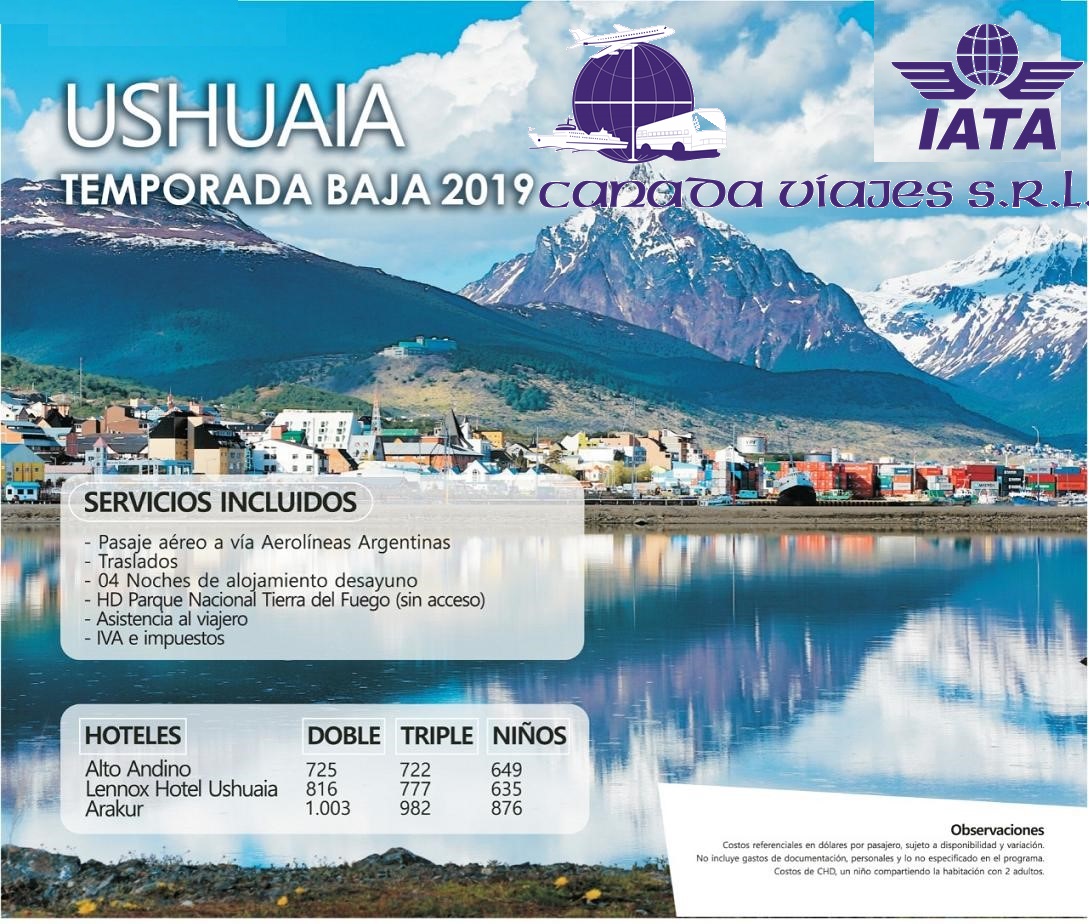 USHUAIA
TEMPORADA BAJA 2019
CANADA VIAJES S.R.L.
IATA
SERVICIOS INCLUIDOS
- Pasaje aéreo a vía Aerolíneas Argentinas
- Traslados
- 04 Noches de alojamiento desayuno
- HD Parque Nacional Tierra del Fuego (sin acceso)
- Asistencia al viajero
- IVA e impuestos
HOTELES DOBLE TRIPLE NIÑOS
Alto Andino 725 722 649
Lennox Hotel Ushuaia 816 777 635
Arakur 1.003 982 876
Observaciones
Costos referenciales en dólares por pasajero, sujeto a disponibilidad y variación.
No incluye gastos de documentación, personales y lo no especificado en el programa.
Costos de CHD, un niño compartiendo la habitación con 2 adultos.